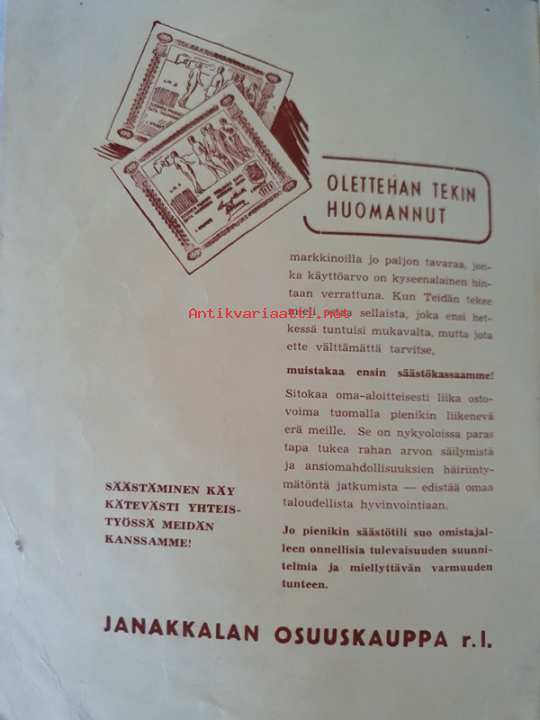 OLETTEHAN TEKIN
HUOMANNUT
markkinoilla jo paljon tavaraa, jon-
ka käyttöarvo on kyseenalainen hin-
taan verrattuna. Kun Teidän tekee
mieli ostaa sellaista, joka ensi het-
Antikvariaatti.net
kessä tuntuisi mukavalta, mutta jota
ette välttämättä tarvitse,
muistakaa ensin säästökassaamme!
Sitokaa oma-aloitteisesti liika osto-
voima tuomalla pienikin liikenevä
erä meille. Se on nykyoloissa paras
tapa tukea rahan arvon säilymistä
ja ansiomahdollisuuksien häiriinty-
mätöntä jatkumista — edistää omaa
taloudellista hyvinvointiaan.
Jo pienikin säästötili suo omistajal-
leen onnellisia tulevaisuuden suunni-
telmia ja miellyttävän varmuuden
tunteen.
SÄÄSTÄMINEN KÄY
KÄTEVÄSTI YHTEIS-
TYÖSSÄ MEIDÄN
KANSSAMME!
JANAKKALAN OSUUSKAUPPA r.l.